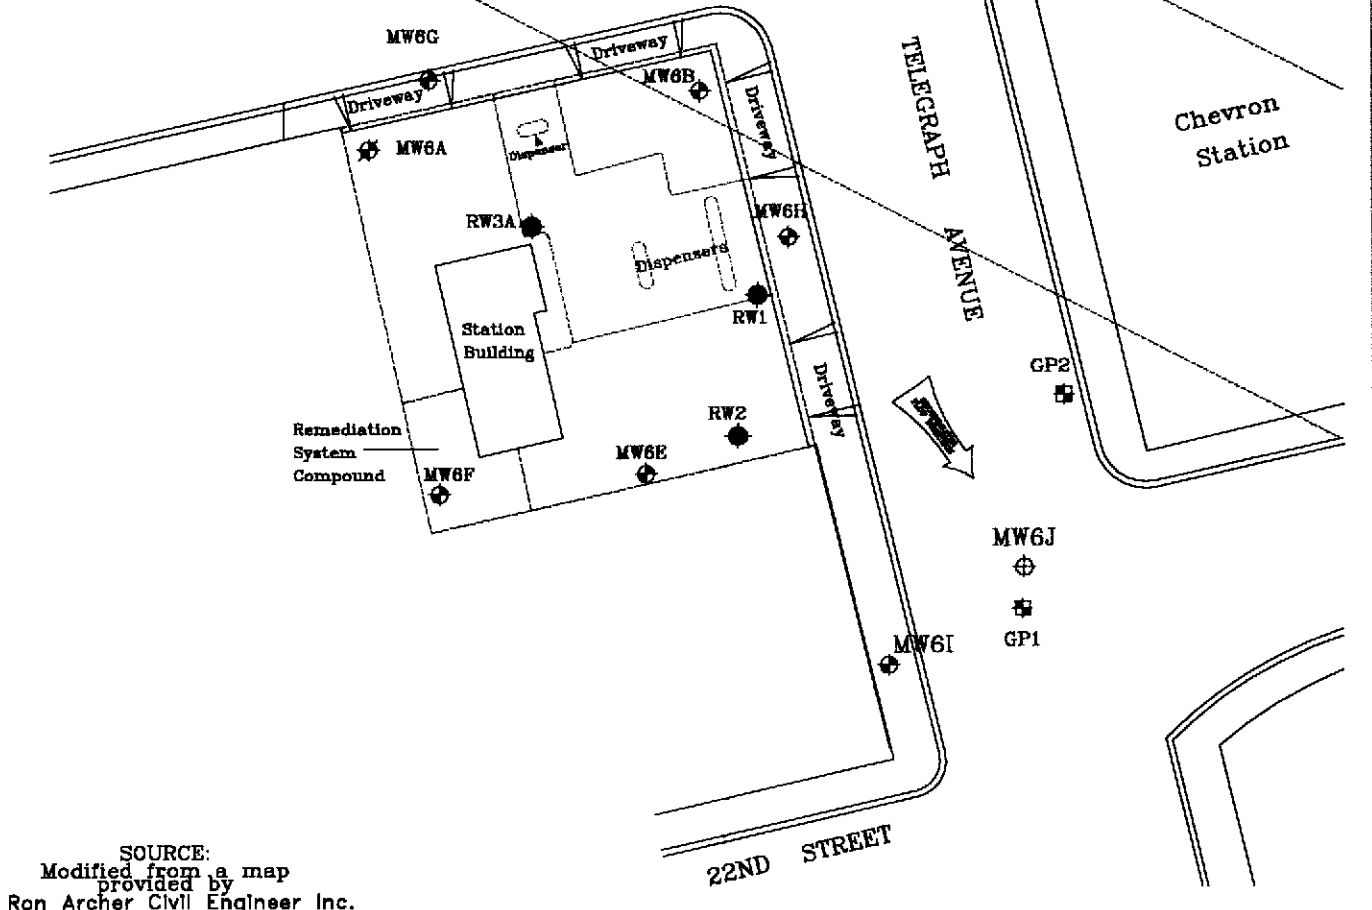 MW6G
Driveway
MW6B
Driveway
Driveway
TELEGRAPH AVENUE
Chevron
Station
MW6A
Dispenser
RW3A
MW6H
Dispensers
RW1
Station
Building
Driveway
GP2
RW2
Remediation
System
Compound
MW6F
MW6E
MW6J
GP1
MW6I
22ND STREET
SOURCE:
Modified from a map
provided by
Ron Archer Civil Engineer Inc.